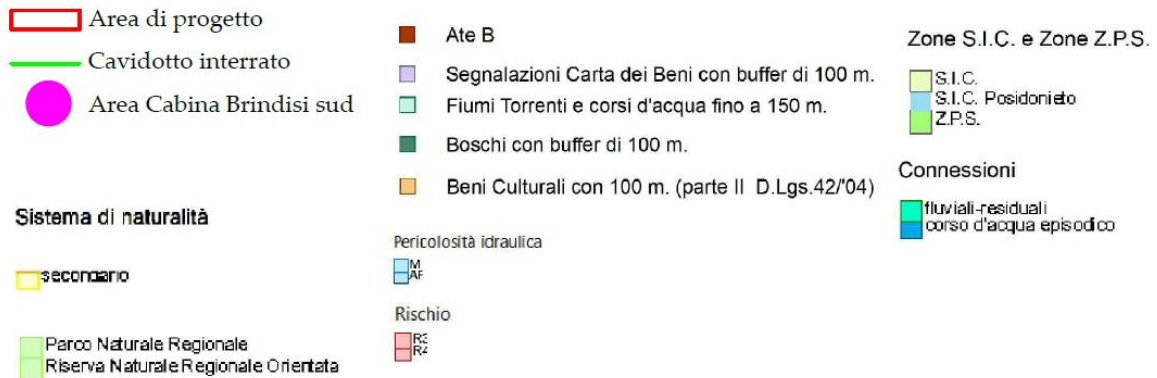 Area di progetto
Cavidotto interrato
Area Cabina Brindisi sud
Sistema di naturalità
secondario
Parco Naturale Regionale
Riserva Naturale Regionale Orientata
Ate B
Segnalazioni Carta dei Beni con buffer di 100 m.
Fiumi Torrenti e corsi d'acqua fino a 150 m.
Boschi con buffer di 100 m.
Beni Culturali con 100 m. (parte II D.Lgs.42/'04)
Pericolosità idraulica
Rischio
R3
R4
Zone S.I.C. e Zone Z.P.S.
S.I.C.
S.I.C. Posidonieto
Z.P.S.
Connessioni
fluviali-residuali
corso d'acqua episodico